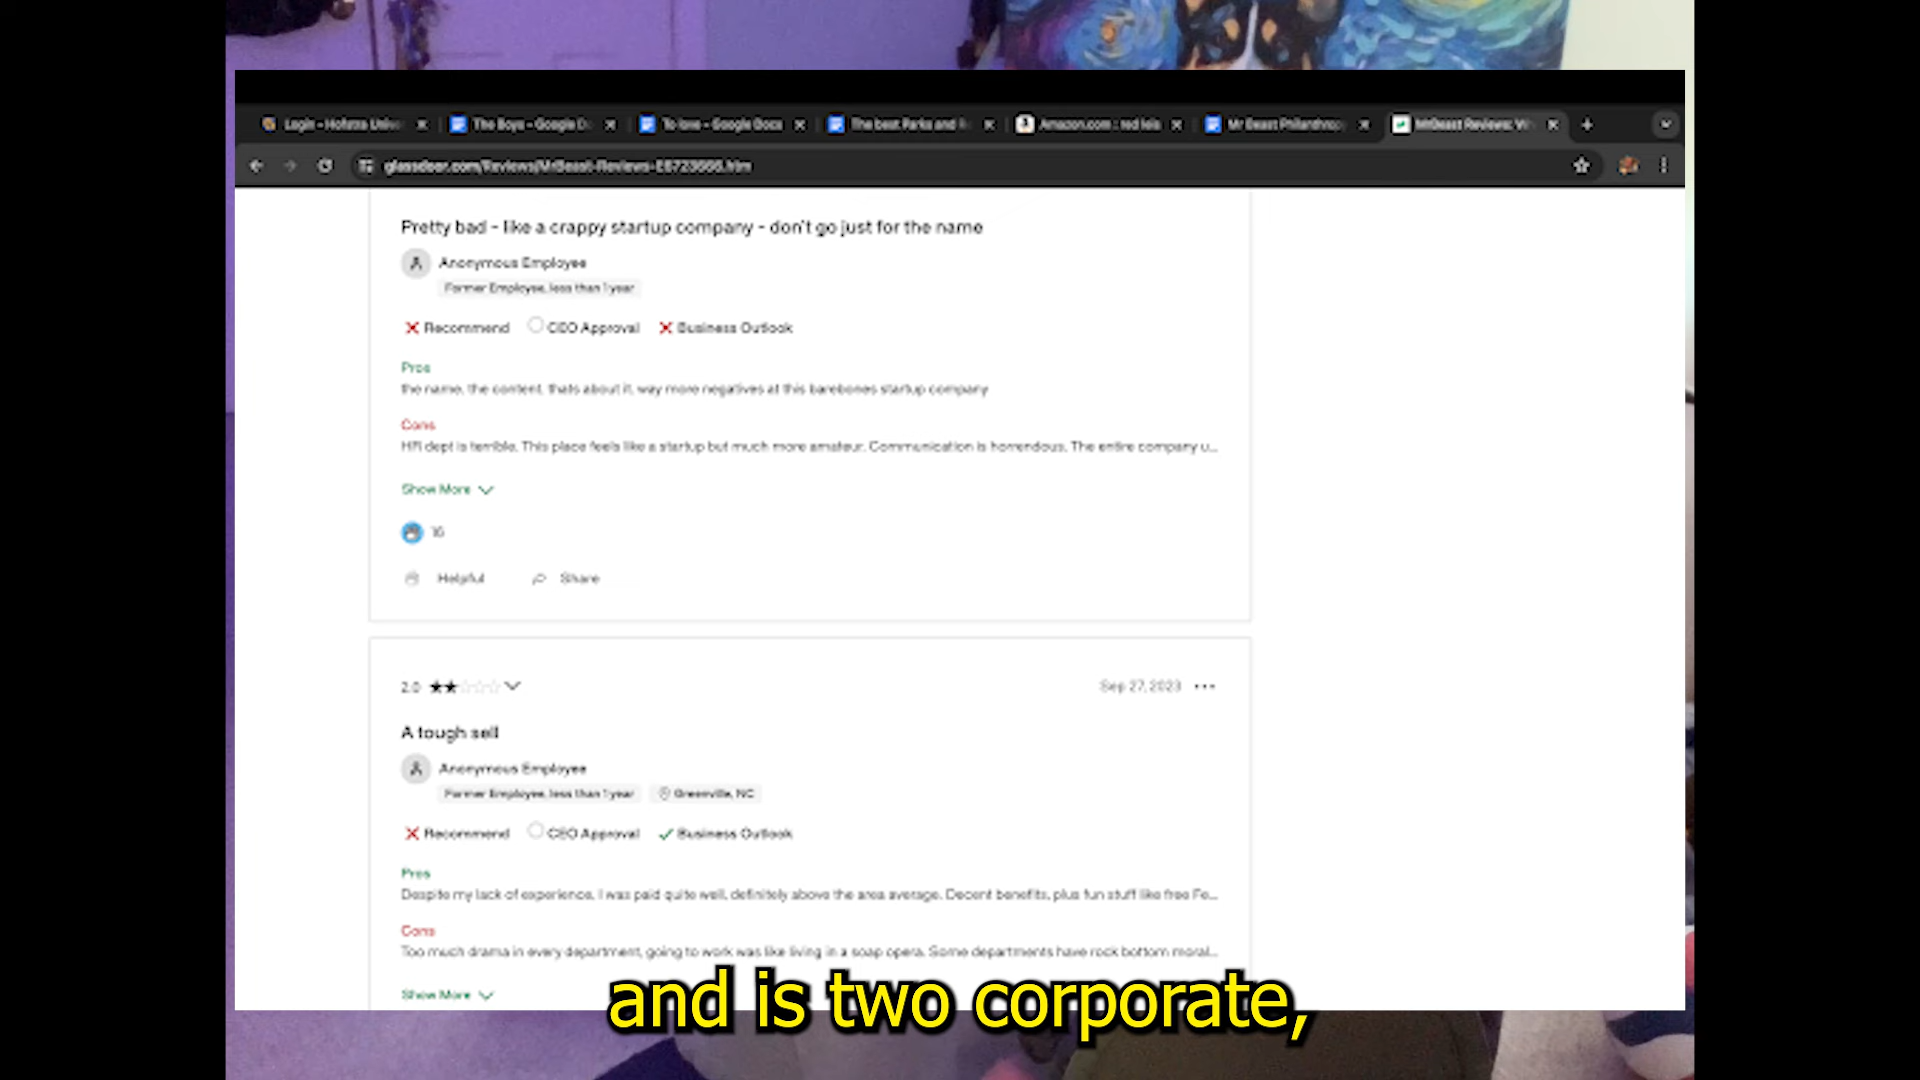 Login - Hofstra Unive
The Boys - Google D
To love - Google Docs
The best Parks and R
Amazon.com : red leia
Mr Beast Philanthrop
MrBeast Reviews: W
glassdoor.com/Reviews/MrBeast-Reviews-E6723666.htm
Pretty bad - like a crappy startup company - don't go just for the name
Anonymous Employee
Former Employee, less than 1 year
Recommend CEO Approval Business Outlook
Pros
the name, the content, thats about it, way more negatives at this barebones startup company
Cons
HR dept is terrible. This place feels like a startup but much more amateur. Communication is horrendous. The entire company u...
Show More
16
Helpful Share
2.0 Sep 27, 2023
A tough sell
Anonymous Employee
Former Employee, less than 1 year Greenville, NC
Recommend CEO Approval Business Outlook
Pros
Despite my lack of experience, I was paid quite well, definitely above the area average. Decent benefits, plus fun stuff like free Fe...
Cons
Too much drama in every department, going to work was like living in a soap opera. Some departments have rock bottom moral...
Show More
and is two corporate,